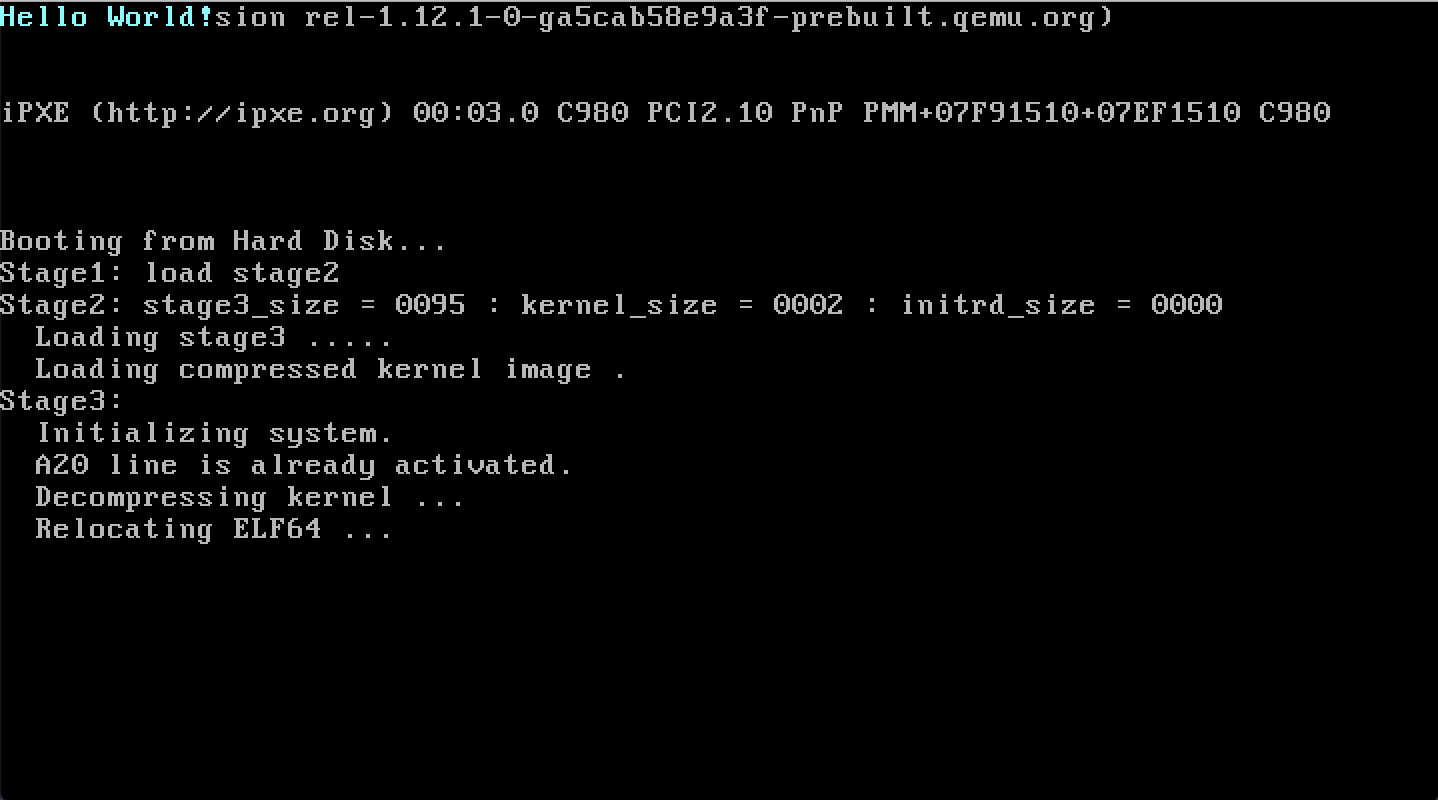 Hello World!sion rel-1.12.1-0-ga5cab58e9a3f-prebuilt.qemu.org)
iPXE (http://ipxe.org) 00:03.0 C980 PCI2.10 PnP PMM+07F91510+07EF1510 C980
Booting from Hard Disk...
Stage1: load stage2
Stage2: stage3_size = 0095 : kernel_size = 0002 : initrd_size = 0000
  Loading stage3 .....
  Loading compressed kernel image .
Stage3:
  Initializing system.
  A20 line is already activated.
  Decompressing kernel ...
  Relocating ELF64 ...